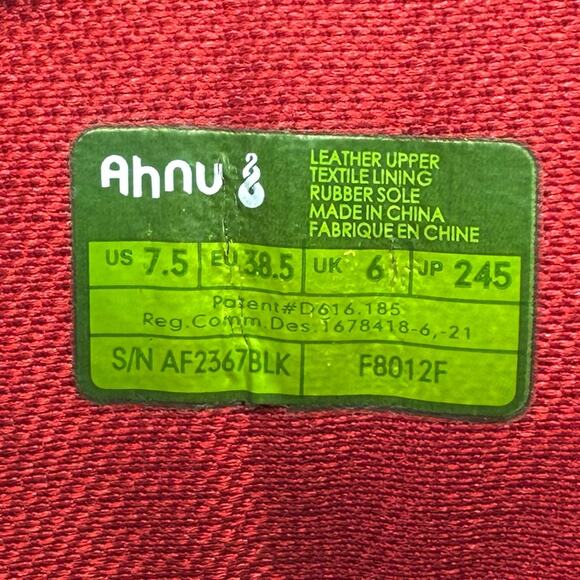 Ahnu
LEATHER UPPER
TEXTILE LINING
RUBBER SOLE
MADE IN CHINA
FABRIQUE EN CHINE
US 7.5 EU 38.5 UK 6 JP 245
Patent#D616.185
Reg.Comm.Des.1678418-6,-21
S/N AF2367BLK F8012F